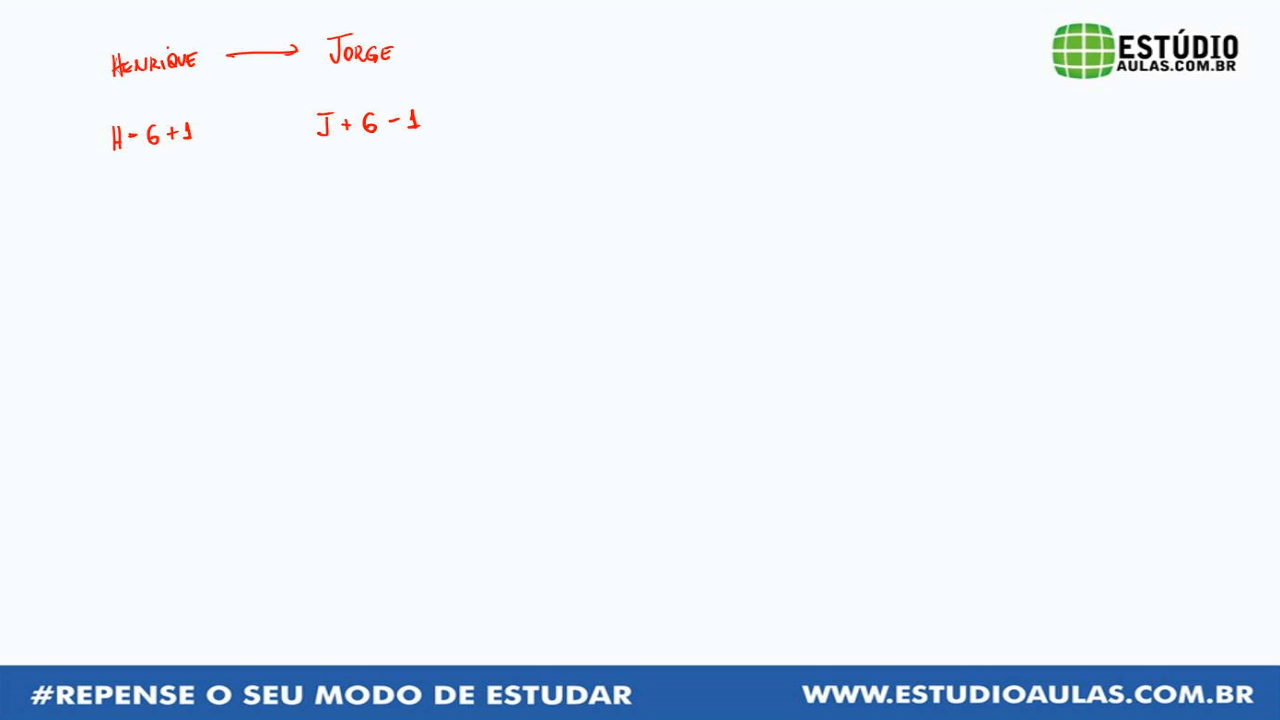 HENRIQUE → JORGE
H - 6 + 1 J + 6 - 1
ESTÚDIO
AULAS.COM.BR
#REPENSE O SEU MODO DE ESTUDAR
WWW.ESTUDIOAULAS.COM.BR